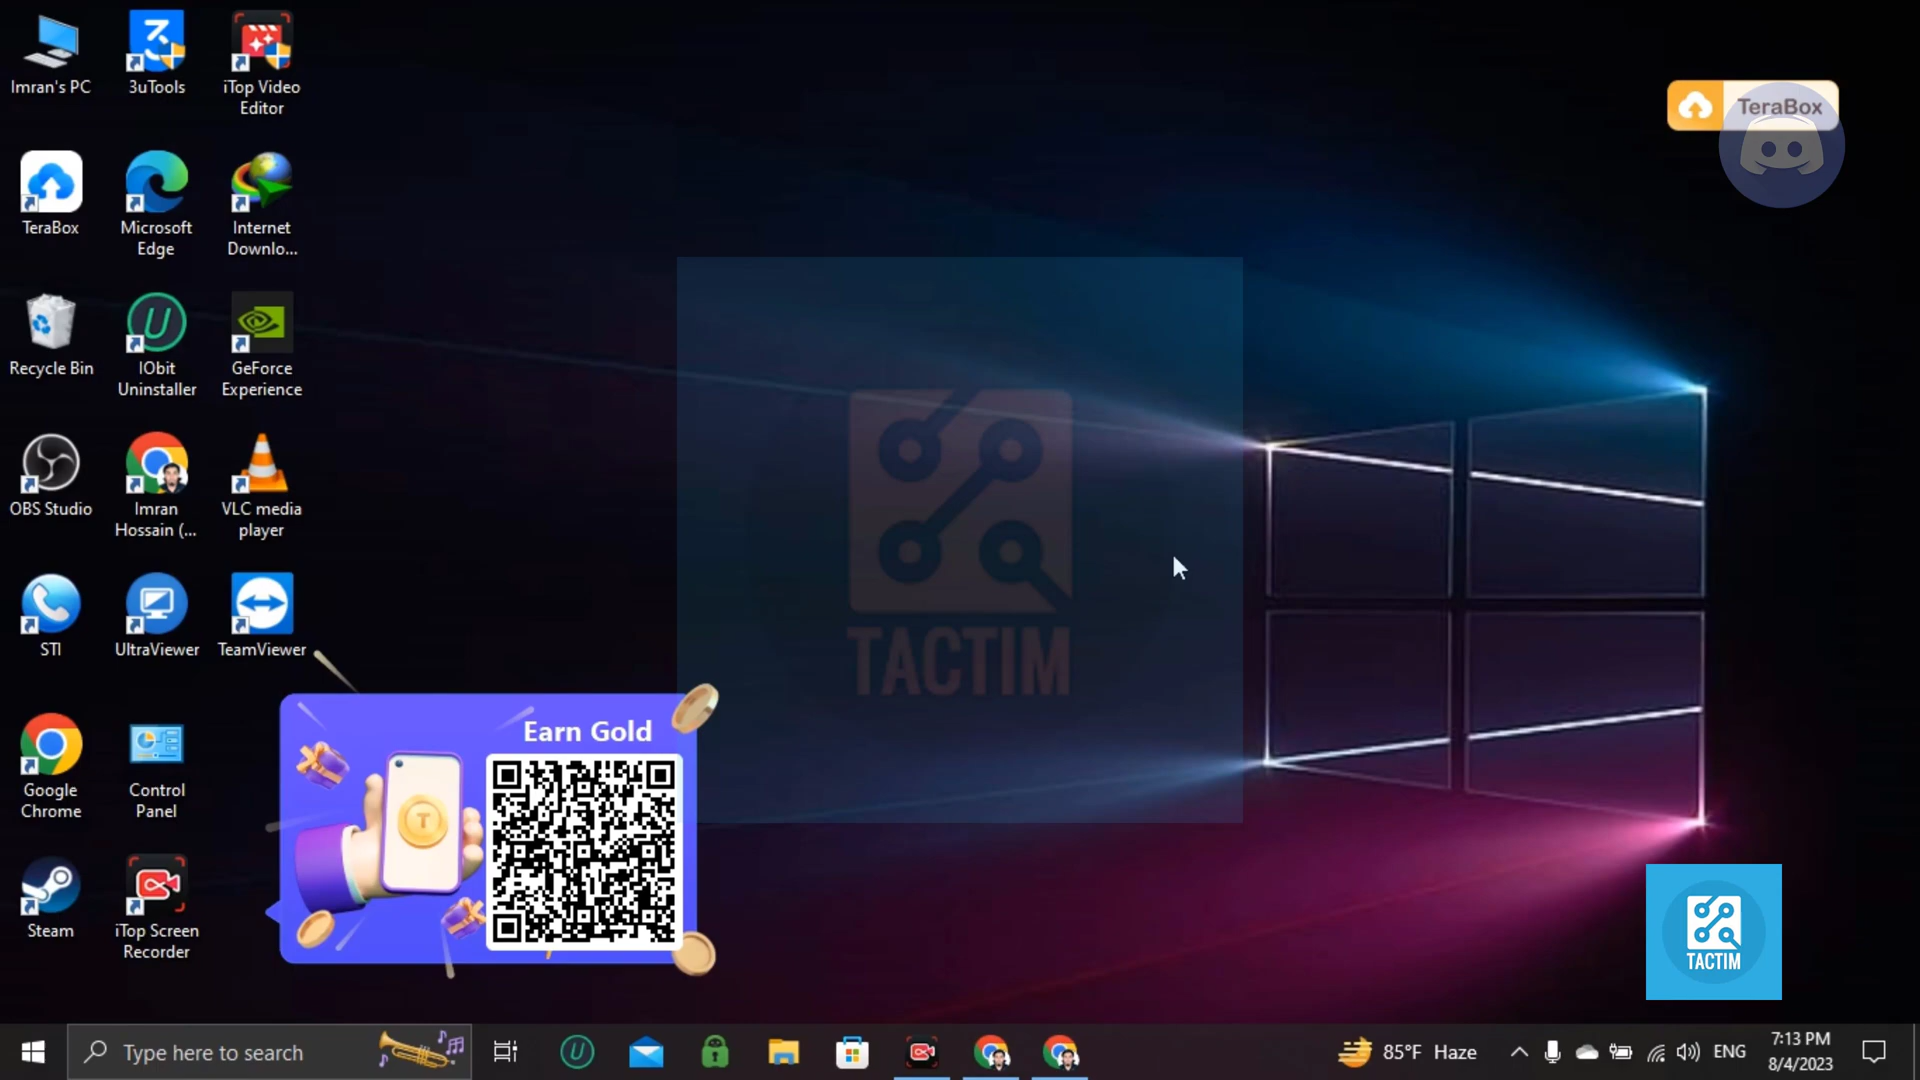 Imran's PC
3uTools
iTop Video
Editor
TeraBox
TeraBox
Microsoft
Edge
Internet
Downlo...
Recycle Bin
IObit
Uninstaller
GeForce
Experience
OBS Studio
Imran
Hossain (...
VLC media
player
STI
UltraViewer
TeamViewer
TACTIM
Earn Gold
T
Google
Chrome
Control
Panel
Steam
iTop Screen
Recorder
TACTIM
Type here to search
85°F Haze
ENG
7:13 PM
8/4/2023